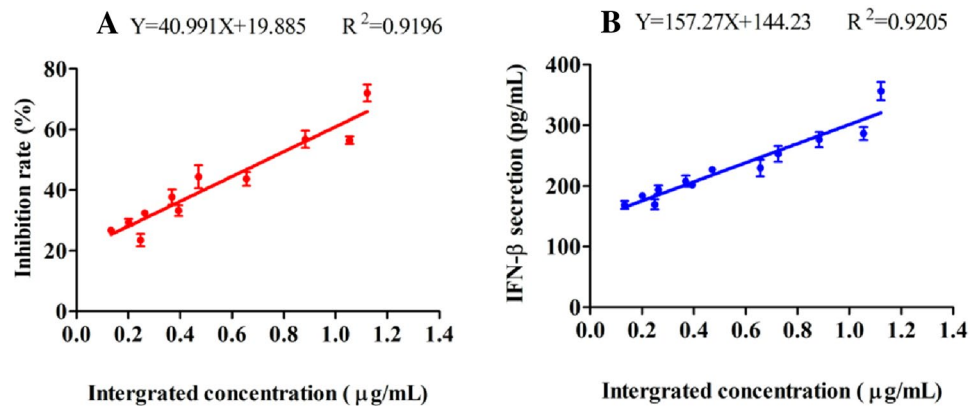 A Y=40.991X+19.885 R²=0.9196
Inhibition rate (%)
80
60
40
20
0
0.0 0.2 0.4 0.6 0.8 1.0 1.2 1.4
Intergrated concentration ( μg/mL)
B Y=157.27X+144.23 R²=0.9205
IFN-β secretion (pg/mL)
400
300
200
100
0
0.0 0.2 0.4 0.6 0.8 1.0 1.2 1.4
Intergrated concentration ( μg/mL)